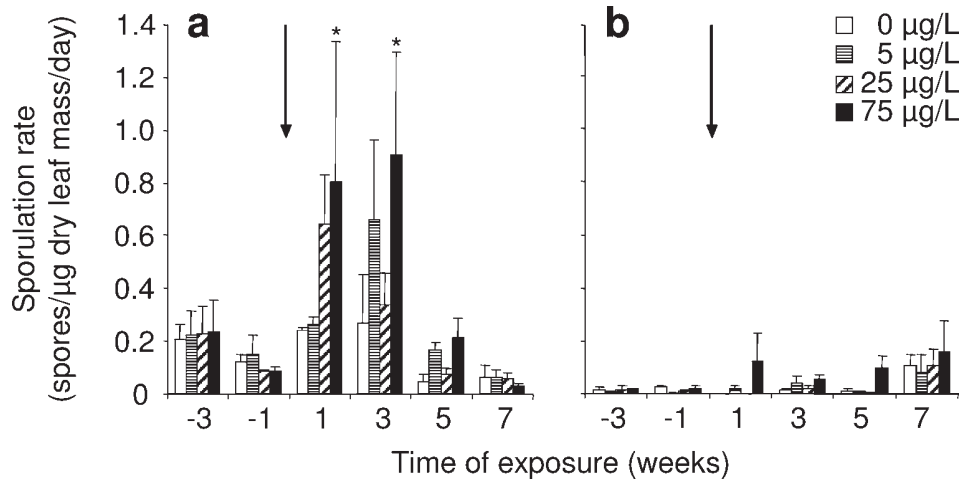 a
b
* *
0 µg/L
5 µg/L
25 µg/L
75 µg/L
Sporulation rate
(spores/µg dry leaf mass/day)
1.4
1.2
1.0
0.8
0.6
0.4
0.2
0
-3 -1 1 3 5 7
-3 -1 1 3 5 7
Time of exposure (weeks)